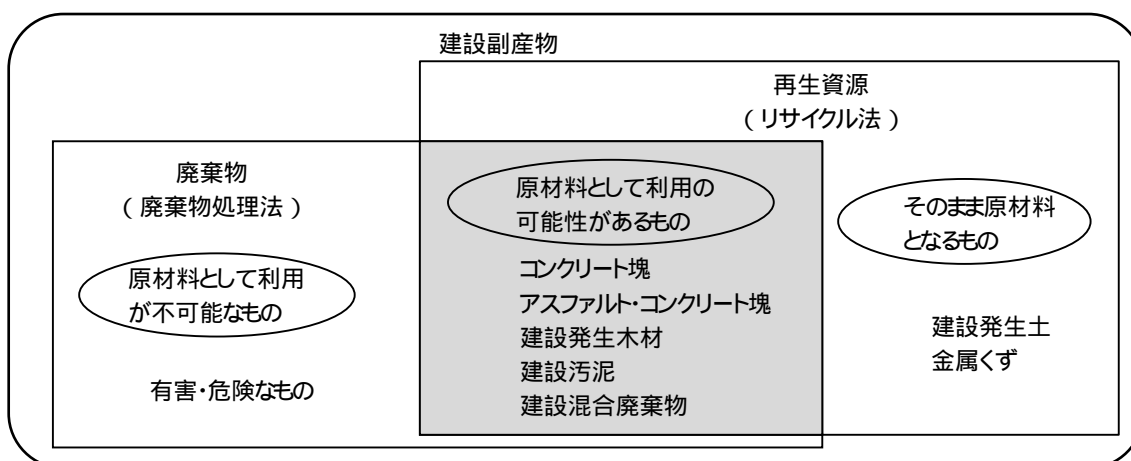 建設副産物
再生資源
(リサイクル法)
廃棄物
(廃棄物処理法)
原材料として利用
が不可能なもの
有害・危険なもの
原材料として利用の
可能性があるもの
コンクリート塊
アスファルト・コンクリート塊
建設発生木材
建設汚泥
建設混合廃棄物
そのまま原材料
となるもの
建設発生土
金属くず